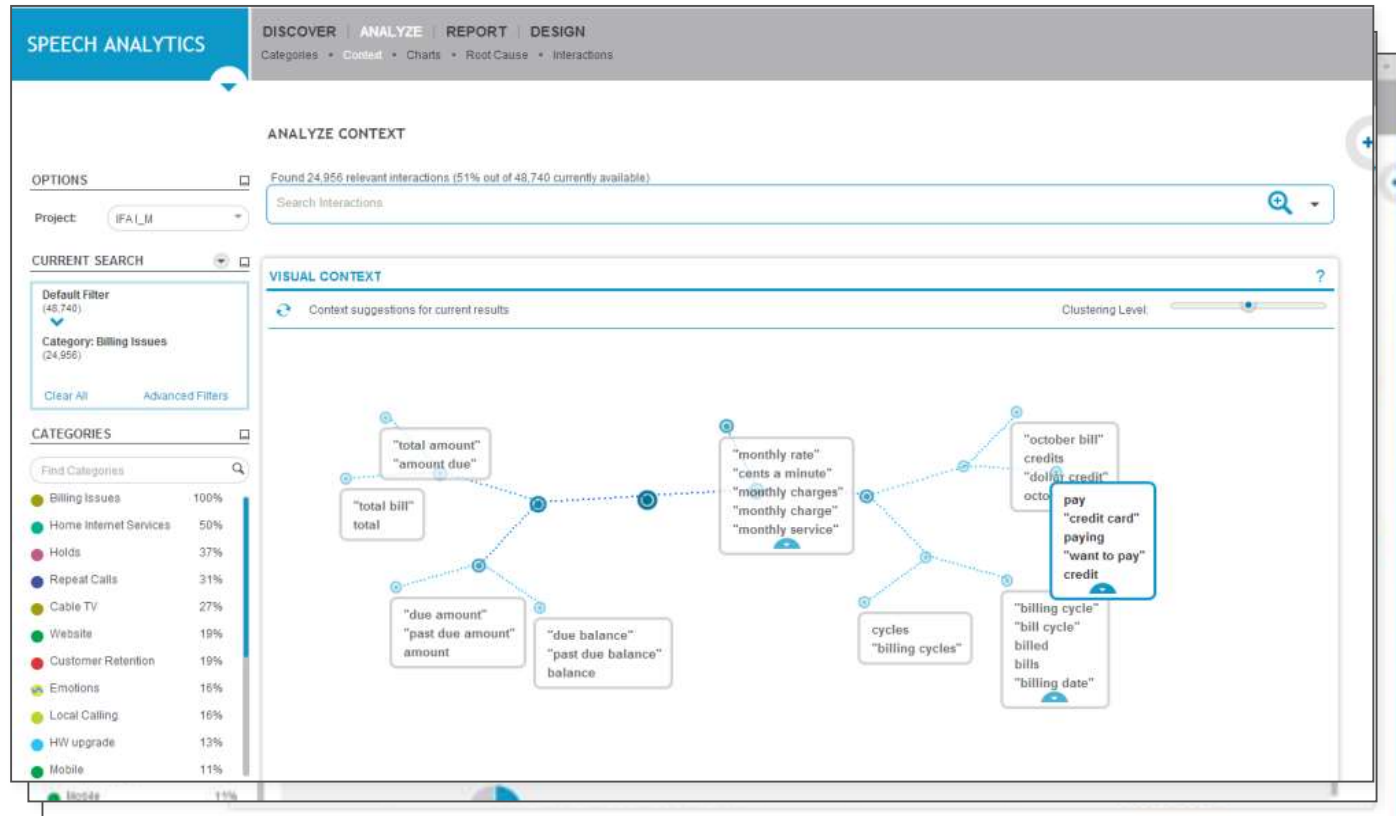 SPEECH ANALYTICS
DISCOVER | ANALYZE | REPORT | DESIGN
Categories • Context • Charts • Root Cause • Interactions
ANALYZE CONTEXT
OPTIONS
Project: IFAI_M
Found 24,956 relevant interactions (51% out of 48,740 currently available)
Search Interactions
CURRENT SEARCH
Default Filter
(48,740)
Category: Billing Issues
(24,956)
Clear All Advanced Filters
CATEGORIES
Find Categories
Billing Issues 100%
Home Internet Services 50%
Holds 37%
Repeat Calls 31%
Cable TV 27%
Website 19%
Customer Retention 19%
Emotions 16%
Local Calling 16%
HW upgrade 13%
Mobile 11%
Mobile 11%
VISUAL CONTEXT ?
Context suggestions for current results
Clustering Level:
"total amount"
"amount due"
"total bill"
total
"due amount"
"past due amount"
amount
"due balance"
"past due balance"
balance
"monthly rate"
"cents a minute"
"monthly charges"
"monthly charge"
"monthly service"
"october bill"
credits
"dollar credit"
pay
"credit card"
paying
"want to pay"
credit
cycles
"billing cycles"
"billing cycle"
"bill cycle"
billed
bills
"billing date"